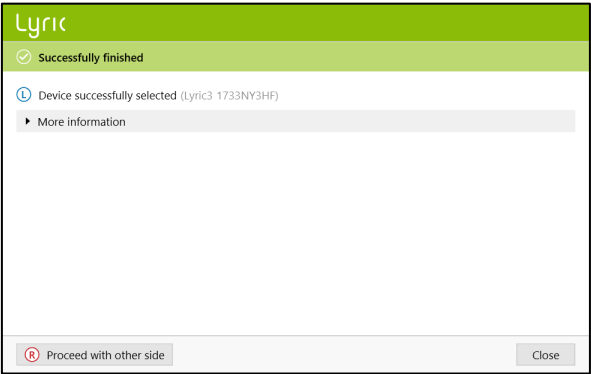 Lyric
Successfully finished
L Device successfully selected (Lyric3 1733NY3HF)
More information
R Proceed with other side
Close